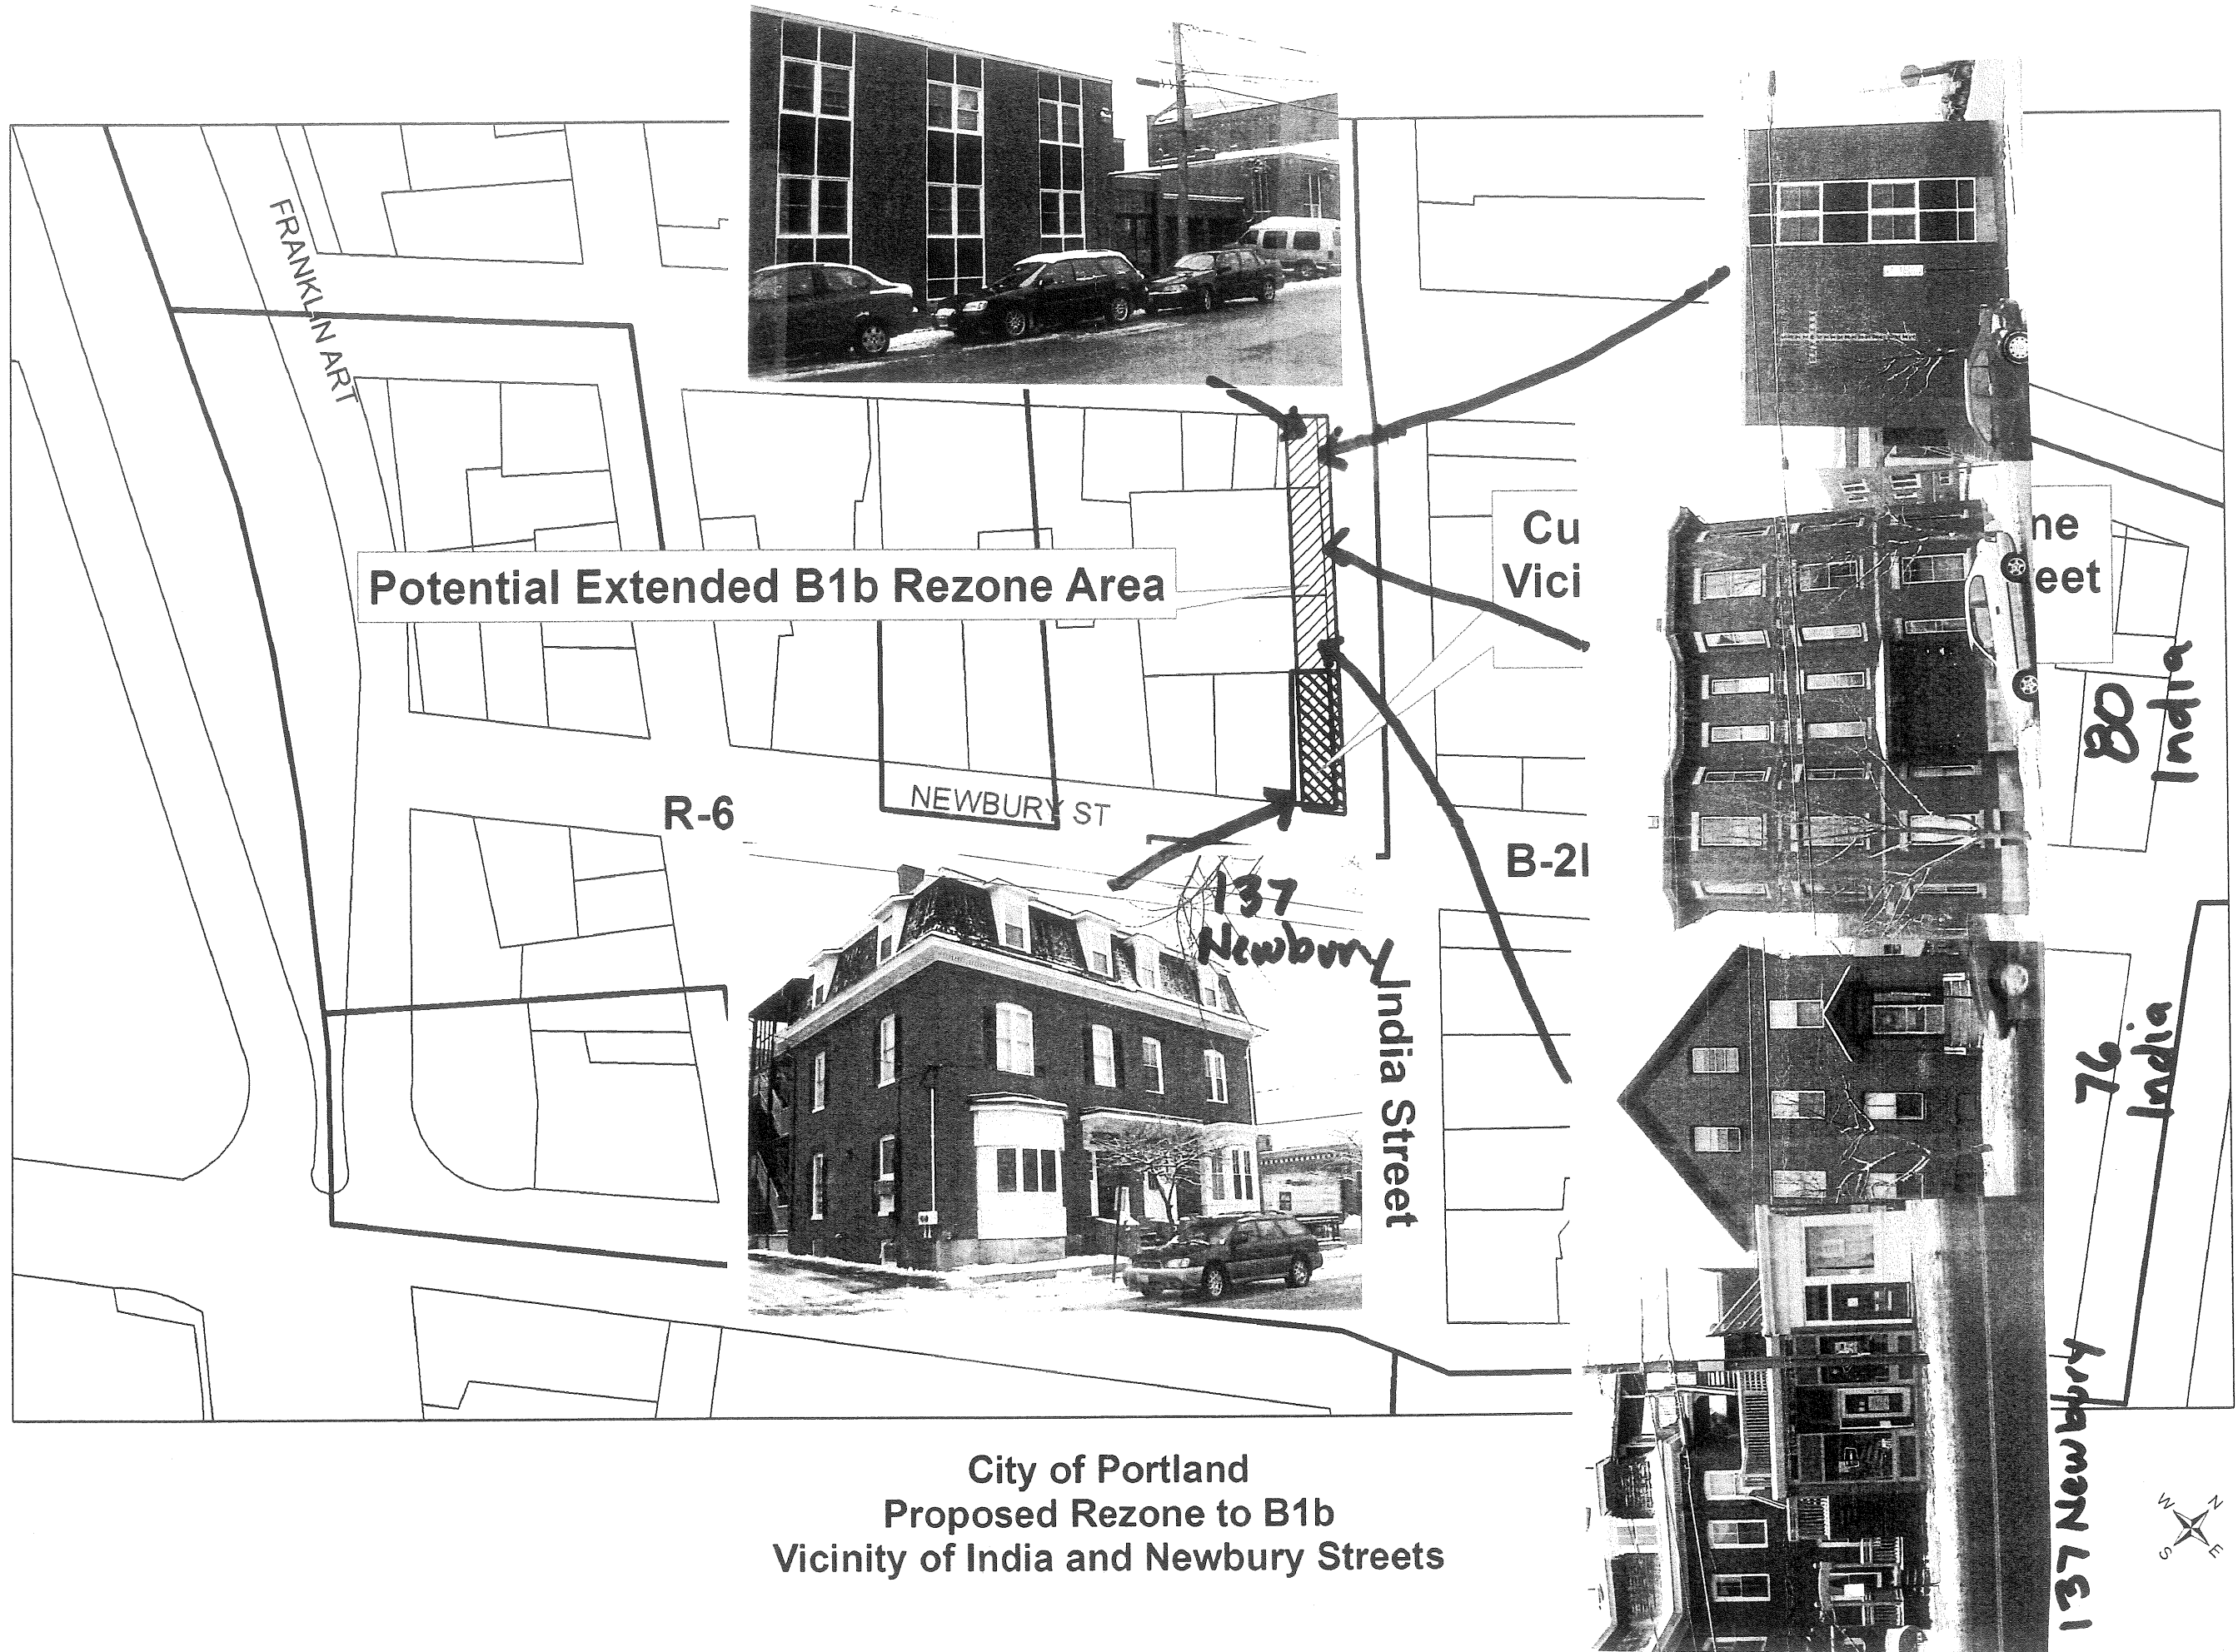 FRANKLIN ART
Potential Extended B1b Rezone Area
Cu
ne
Vici
eet
80
India
R-6
NEWBURY ST
B-2
137
Newbury
India Street
76
India
137 Newbury
City of Portland
Proposed Rezone to B1b
Vicinity of India and Newbury Streets
W N
S E